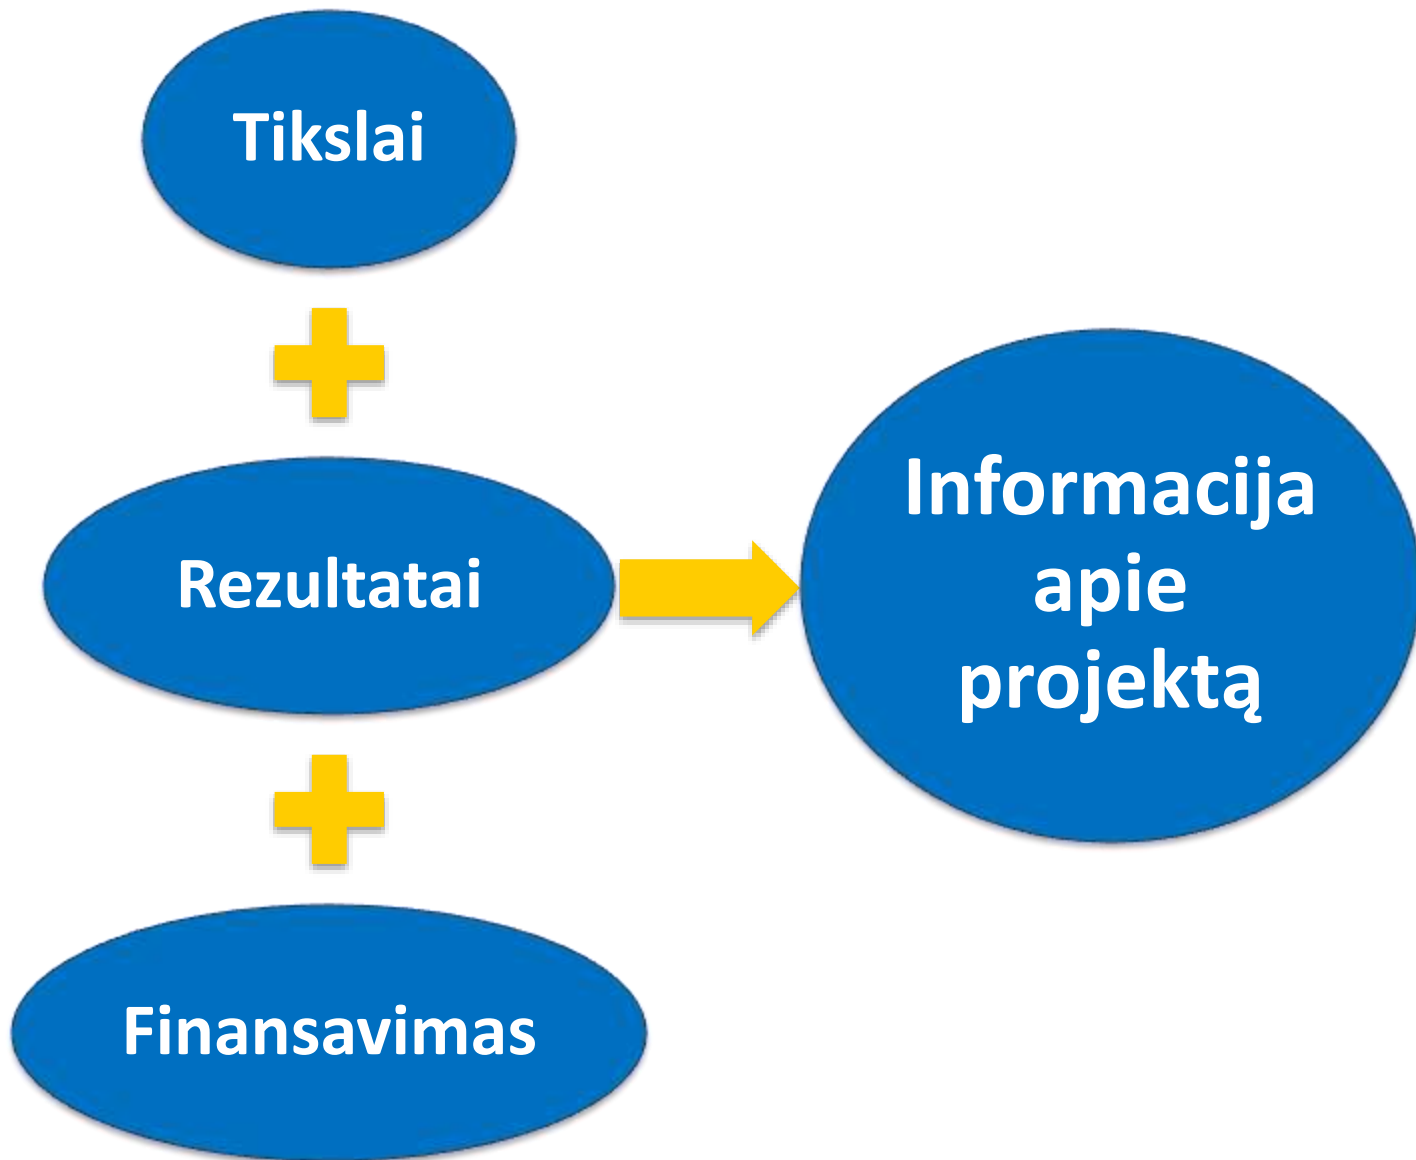 Tikslai
Rezultatai
Finansavimas
Informacija
apie
projektą